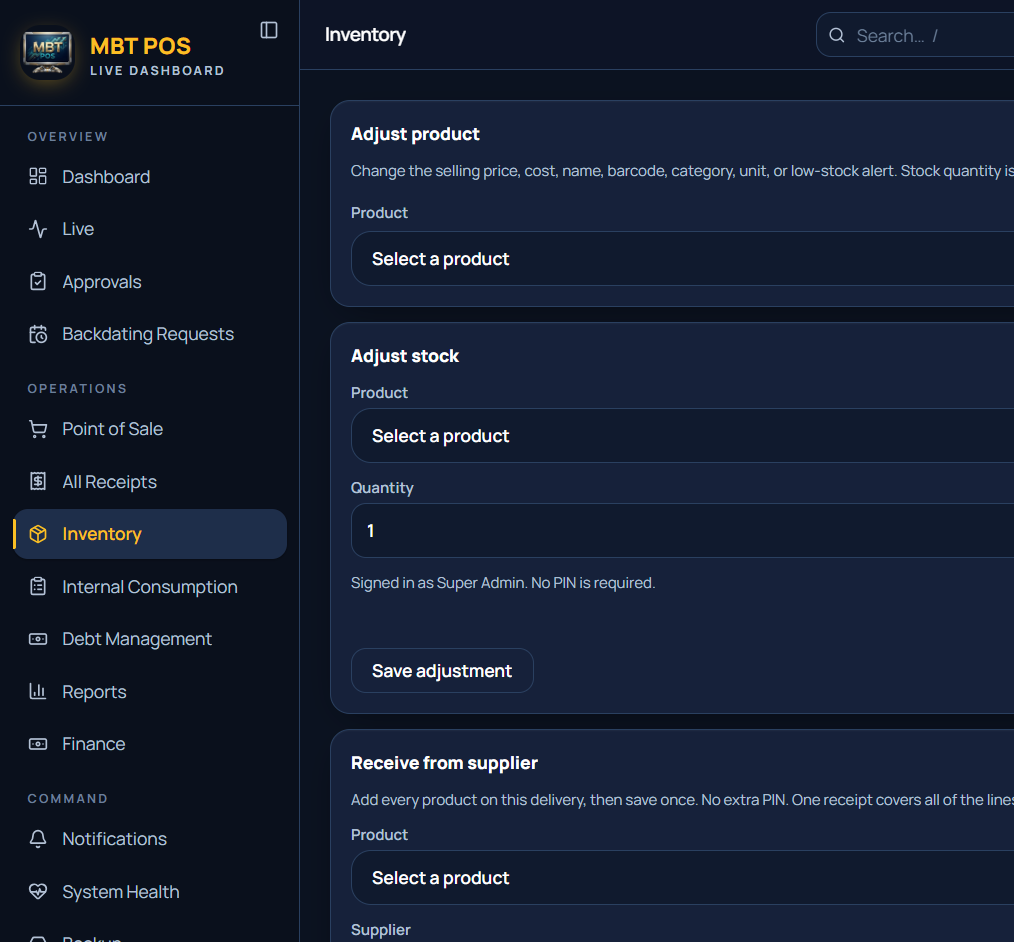 MBT
POS
MBT POS
LIVE DASHBOARD
OVERVIEW
Dashboard
Live
Approvals
Backdating Requests
OPERATIONS
Point of Sale
All Receipts
Inventory
Internal Consumption
Debt Management
Reports
Finance
COMMAND
Notifications
System Health
Backup
Inventory
Search... /
Adjust product
Change the selling price, cost, name, barcode, category, unit, or low-stock alert. Stock quantity is
Product
Select a product
Adjust stock
Product
Select a product
Quantity
1
Signed in as Super Admin. No PIN is required.
Save adjustment
Receive from supplier
Add every product on this delivery, then save once. No extra PIN. One receipt covers all of the lines
Product
Select a product
Supplier